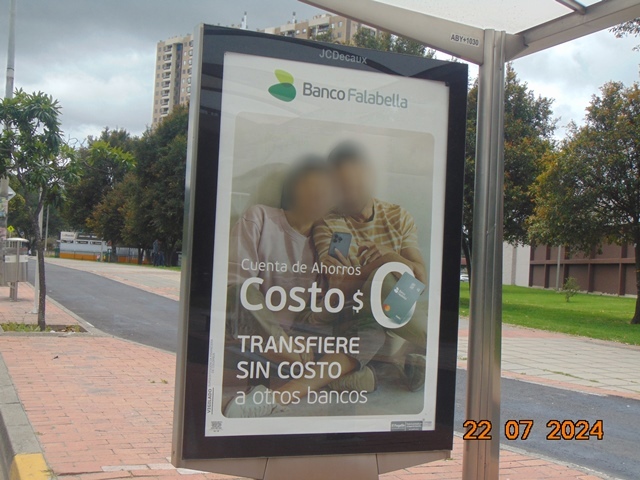 JCDecaux
ABY+1030
Banco Falabella
Cuenta de Ahorros
Costo $0
TRANSFIERE
SIN COSTO
a otros bancos
22 07 2024